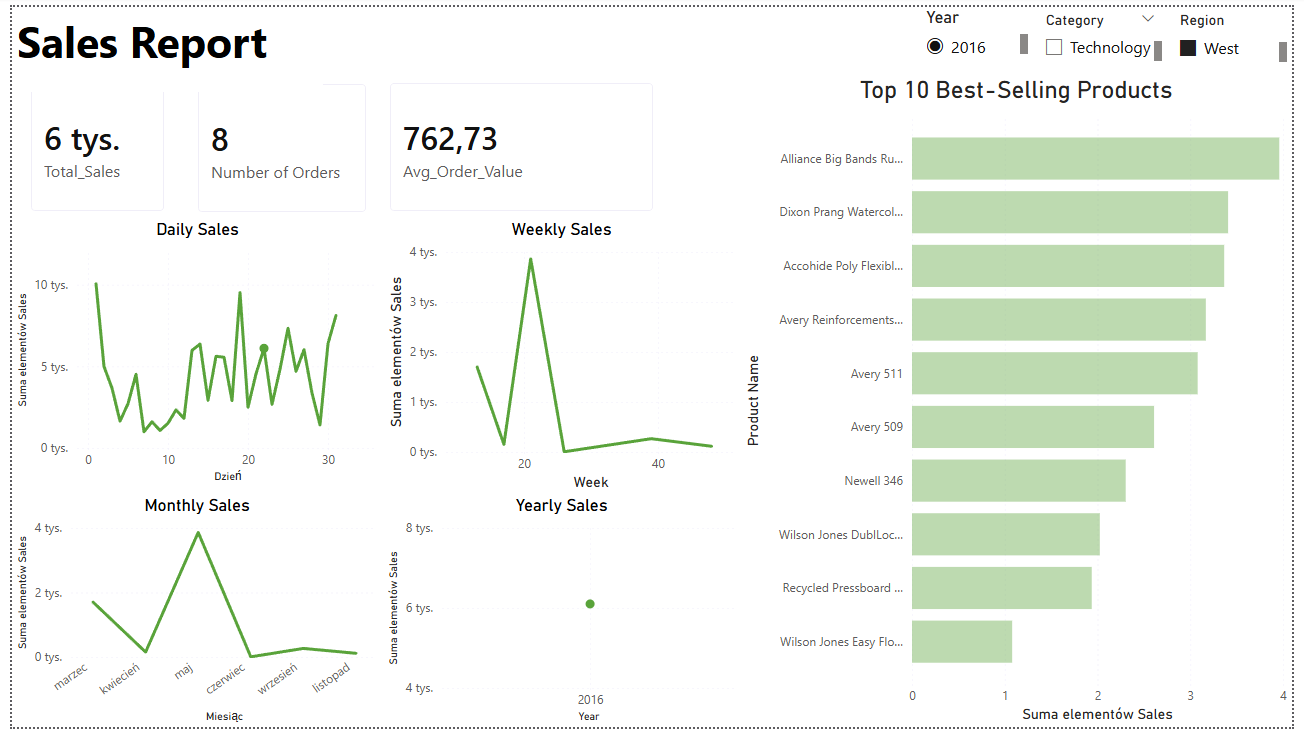 Sales Report
Year
2016
Category
Technology
Region
West
6 tys.
Total_Sales
8
Number of Orders
762,73
Avg_Order_Value
Daily Sales
Suma elementów Sales
10 tys.
5 tys.
0 tys.
0 10 20 30
Dzień
Weekly Sales
Suma elementów Sales
4 tys.
3 tys.
2 tys.
1 tys.
0 tys.
20 40
Week
Monthly Sales
Suma elementów Sales
4 tys.
2 tys.
0 tys.
marzec kwiecień maj czerwiec wrzesień listopad
Miesiąc
Yearly Sales
Suma elementów Sales
8 tys.
6 tys.
4 tys.
2016
Year
Top 10 Best-Selling Products
Product Name
Alliance Big Bands Ru...
Dixon Prang Watercol...
Accohide Poly Flexibl...
Avery Reinforcements...
Avery 511
Avery 509
Newell 346
Wilson Jones DublLoc...
Recycled Pressboard ...
Wilson Jones Easy Flo...
0 1 2 3 4
Suma elementów Sales